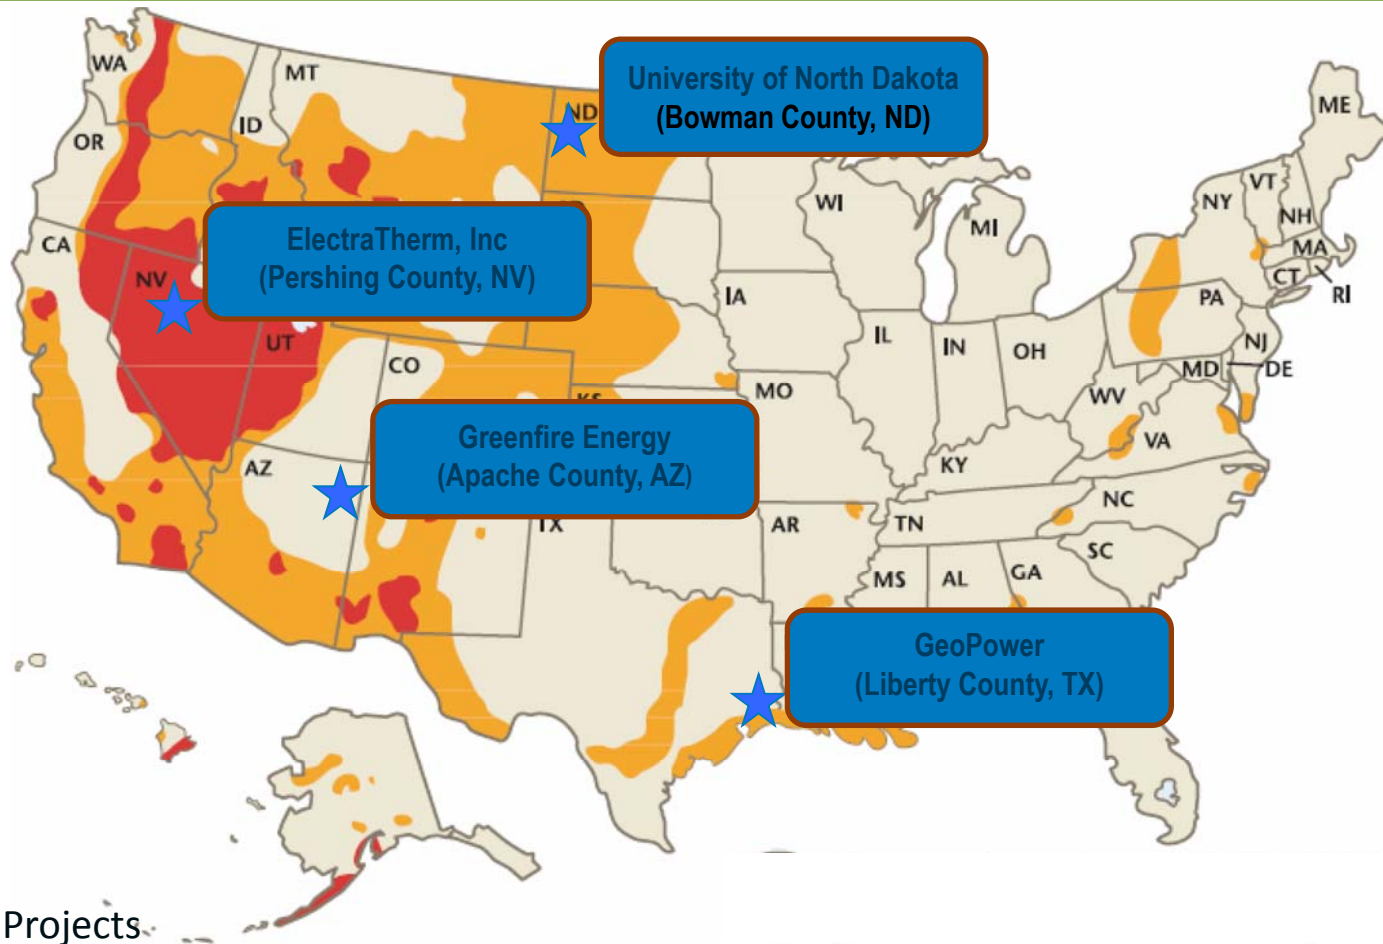 WA
MT
ND
University of North Dakota
(Bowman County, ND)
ME
OR
ID
WI
MI
NY
VT
NH
MA
CT
RI
CA
NV
ElectraTherm, Inc
(Pershing County, NV)
IA
PA
NJ
UT
CO
IL
IN
OH
MD
DE
MO
WV
VA
KS
AZ
Greenfire Energy
(Apache County, AZ)
KY
NC
TX
AR
TN
SC
MS
AL
GA
GeoPower
(Liberty County, TX)
Projects